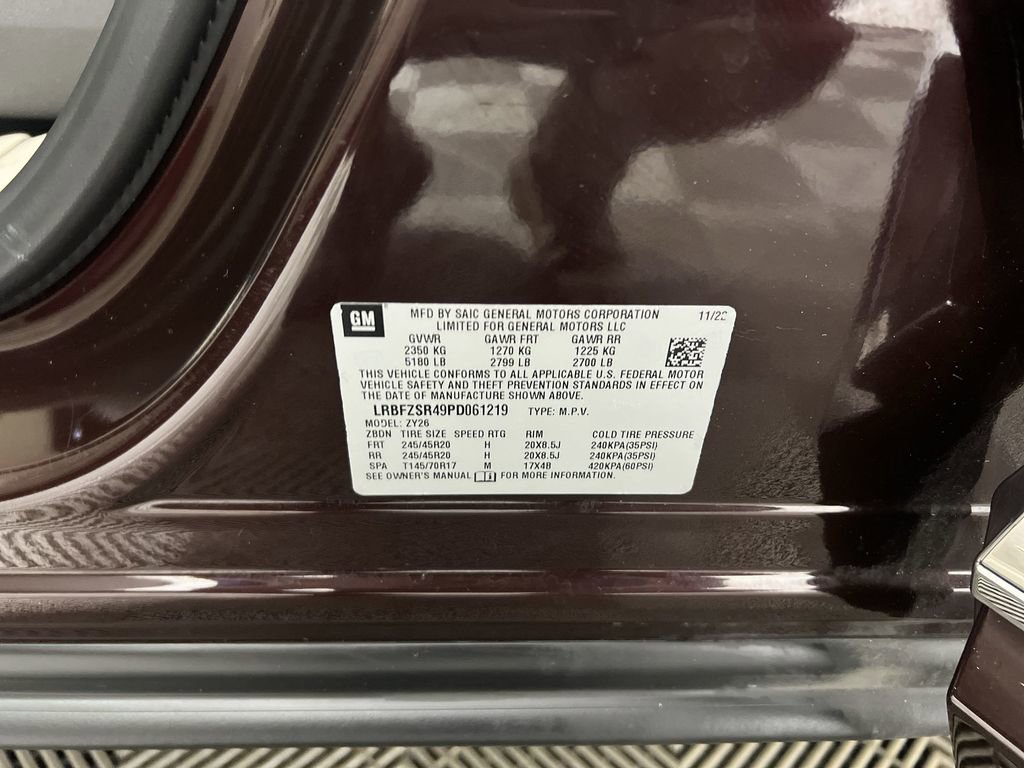 GM
MFD BY SAIC GENERAL MOTORS CORPORATION
LIMITED FOR GENERAL MOTORS LLC
11/22
GVWR GAWR FRT GAWR RR
2350 KG 1270 KG 1225 KG
5180 LB 2799 LB 2700 LB
THIS VEHICLE CONFORMS TO ALL APPLICABLE U.S. FEDERAL MOTOR
VEHICLE SAFETY AND THEFT PREVENTION STANDARDS IN EFFECT ON
THE DATE OF MANUFACTURE SHOWN ABOVE.
LRBFZSR49PD061219 TYPE: M.P.V.
MODEL: ZY26
ZBDN TIRE SIZE SPEED RTG RIM COLD TIRE PRESSURE
FRT 245/45R20 H 20X8.5J 240KPA(35PSI)
RR 245/45R20 H 20X8.5J 240KPA(35PSI)
SPA T145/70R17 M 17X4B 420KPA(60PSI)
SEE OWNER'S MANUAL FOR MORE INFORMATION.